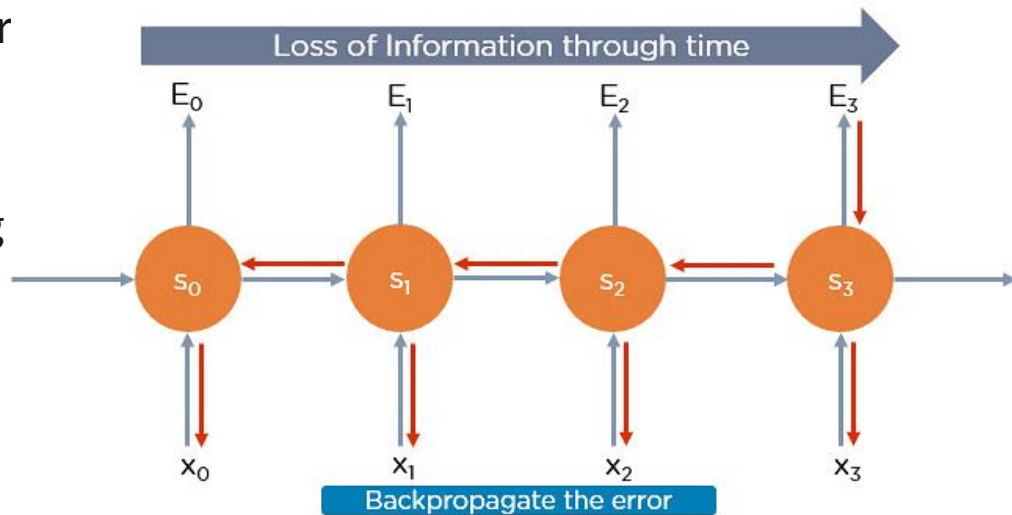 r
Loss of Information through time
E₀ E₁ E₂ E₃
g
s₀ s₁ s₂ s₃
x₀ x₁ x₂ x₃
Backpropagate the error